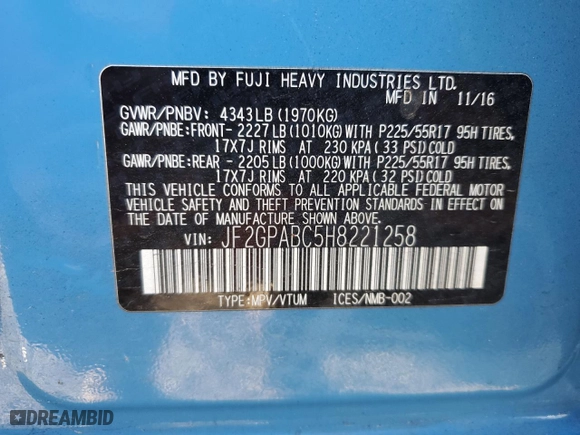 MFD BY FUJI HEAVY INDUSTRIES LTD.
MFD IN 11/16
GVWR/PNBV: 4343LB(1970KG)
GAWR/PNBE:FRONT- 2227LB(1010KG)WITH P225/55R17 95H TIRES,
17X7J RIMS AT 230 KPA(33 PSI)COLD
GAWR/PNBE:REAR - 2205LB(1000KG)WITH P225/55R17 95H TIRES,
17X7J RIMS AT 220 KPA(32 PSI)COLD
THIS VEHICLE CONFORMS TO ALL APPLICABLE FEDERAL MOTOR
VEHICLE SAFETY AND THEFT PREVENTION STANDARDS IN EFFECT
ON THE DATE OF MANUFACTURE SHOWN ABOVE.
VIN: JF2GPABC5H8221258
TYPE:MPV/VTUM ICES/NMB-002
DREAMBID